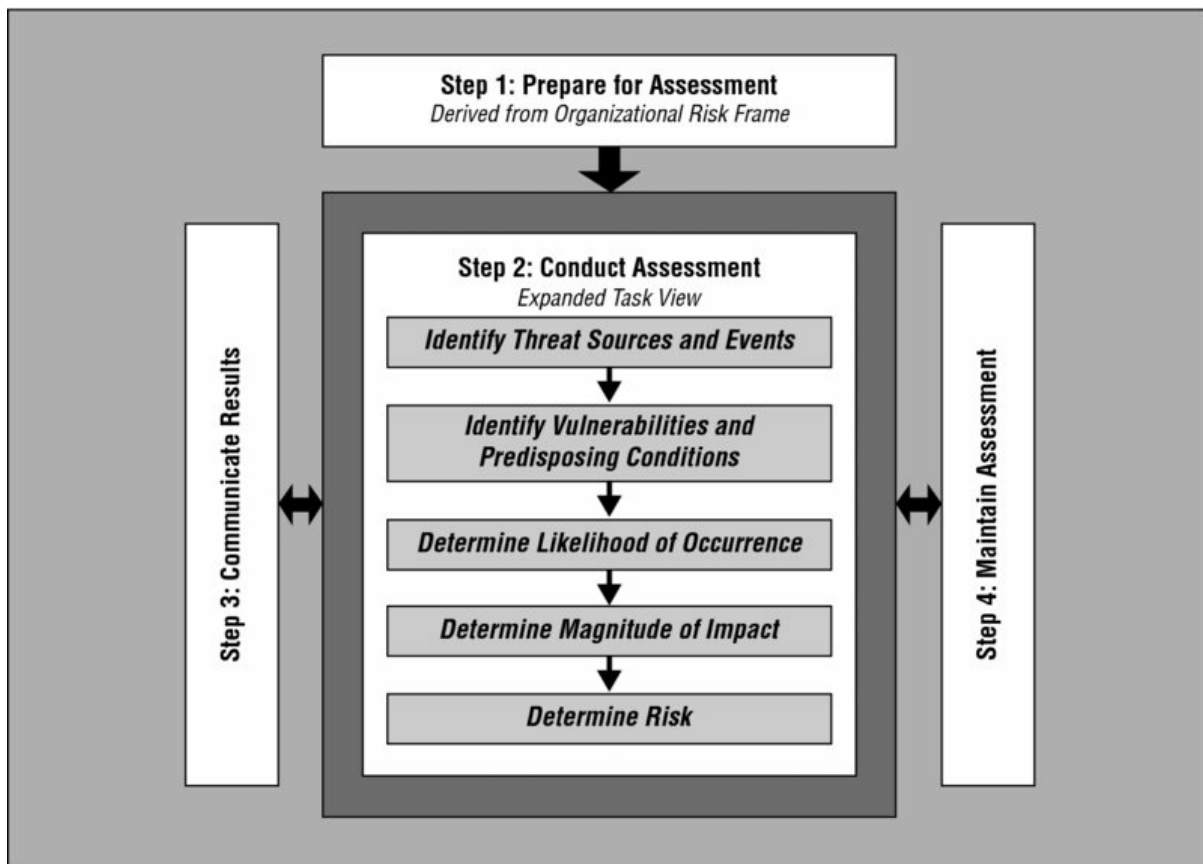 Step 1: Prepare for Assessment
Derived from Organizational Risk Frame
Step 2: Conduct Assessment
Expanded Task View
Identify Threat Sources and Events
Identify Vulnerabilities and
Predisposing Conditions
Determine Likelihood of Occurrence
Determine Magnitude of Impact
Determine Risk
Step 3: Communicate Results
Step 4: Maintain Assessment